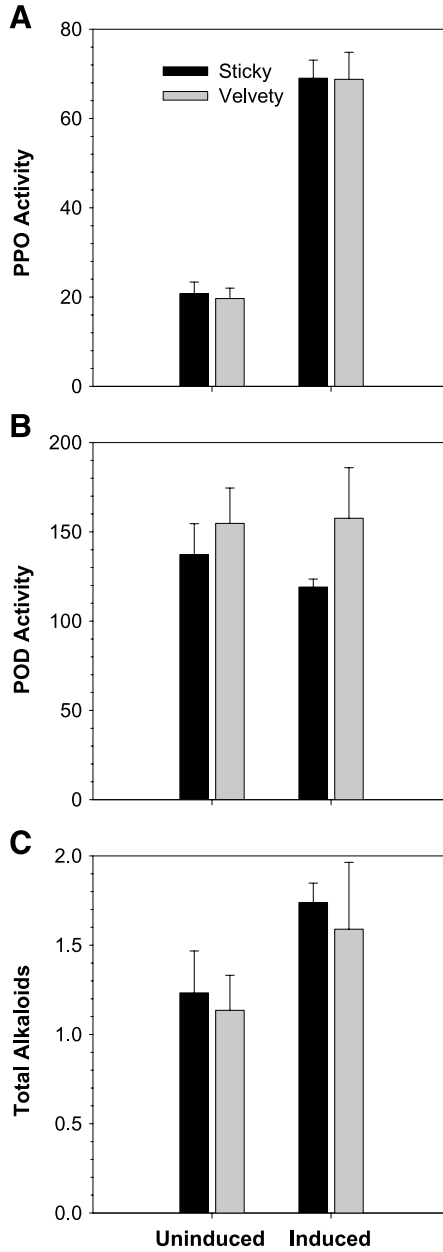 A
80
60
40
20
0
PPO Activity
Sticky
Velvety
B
200
150
100
50
0
POD Activity
C
2.0
1.5
1.0
0.5
0.0
Total Alkaloids
Uninduced Induced